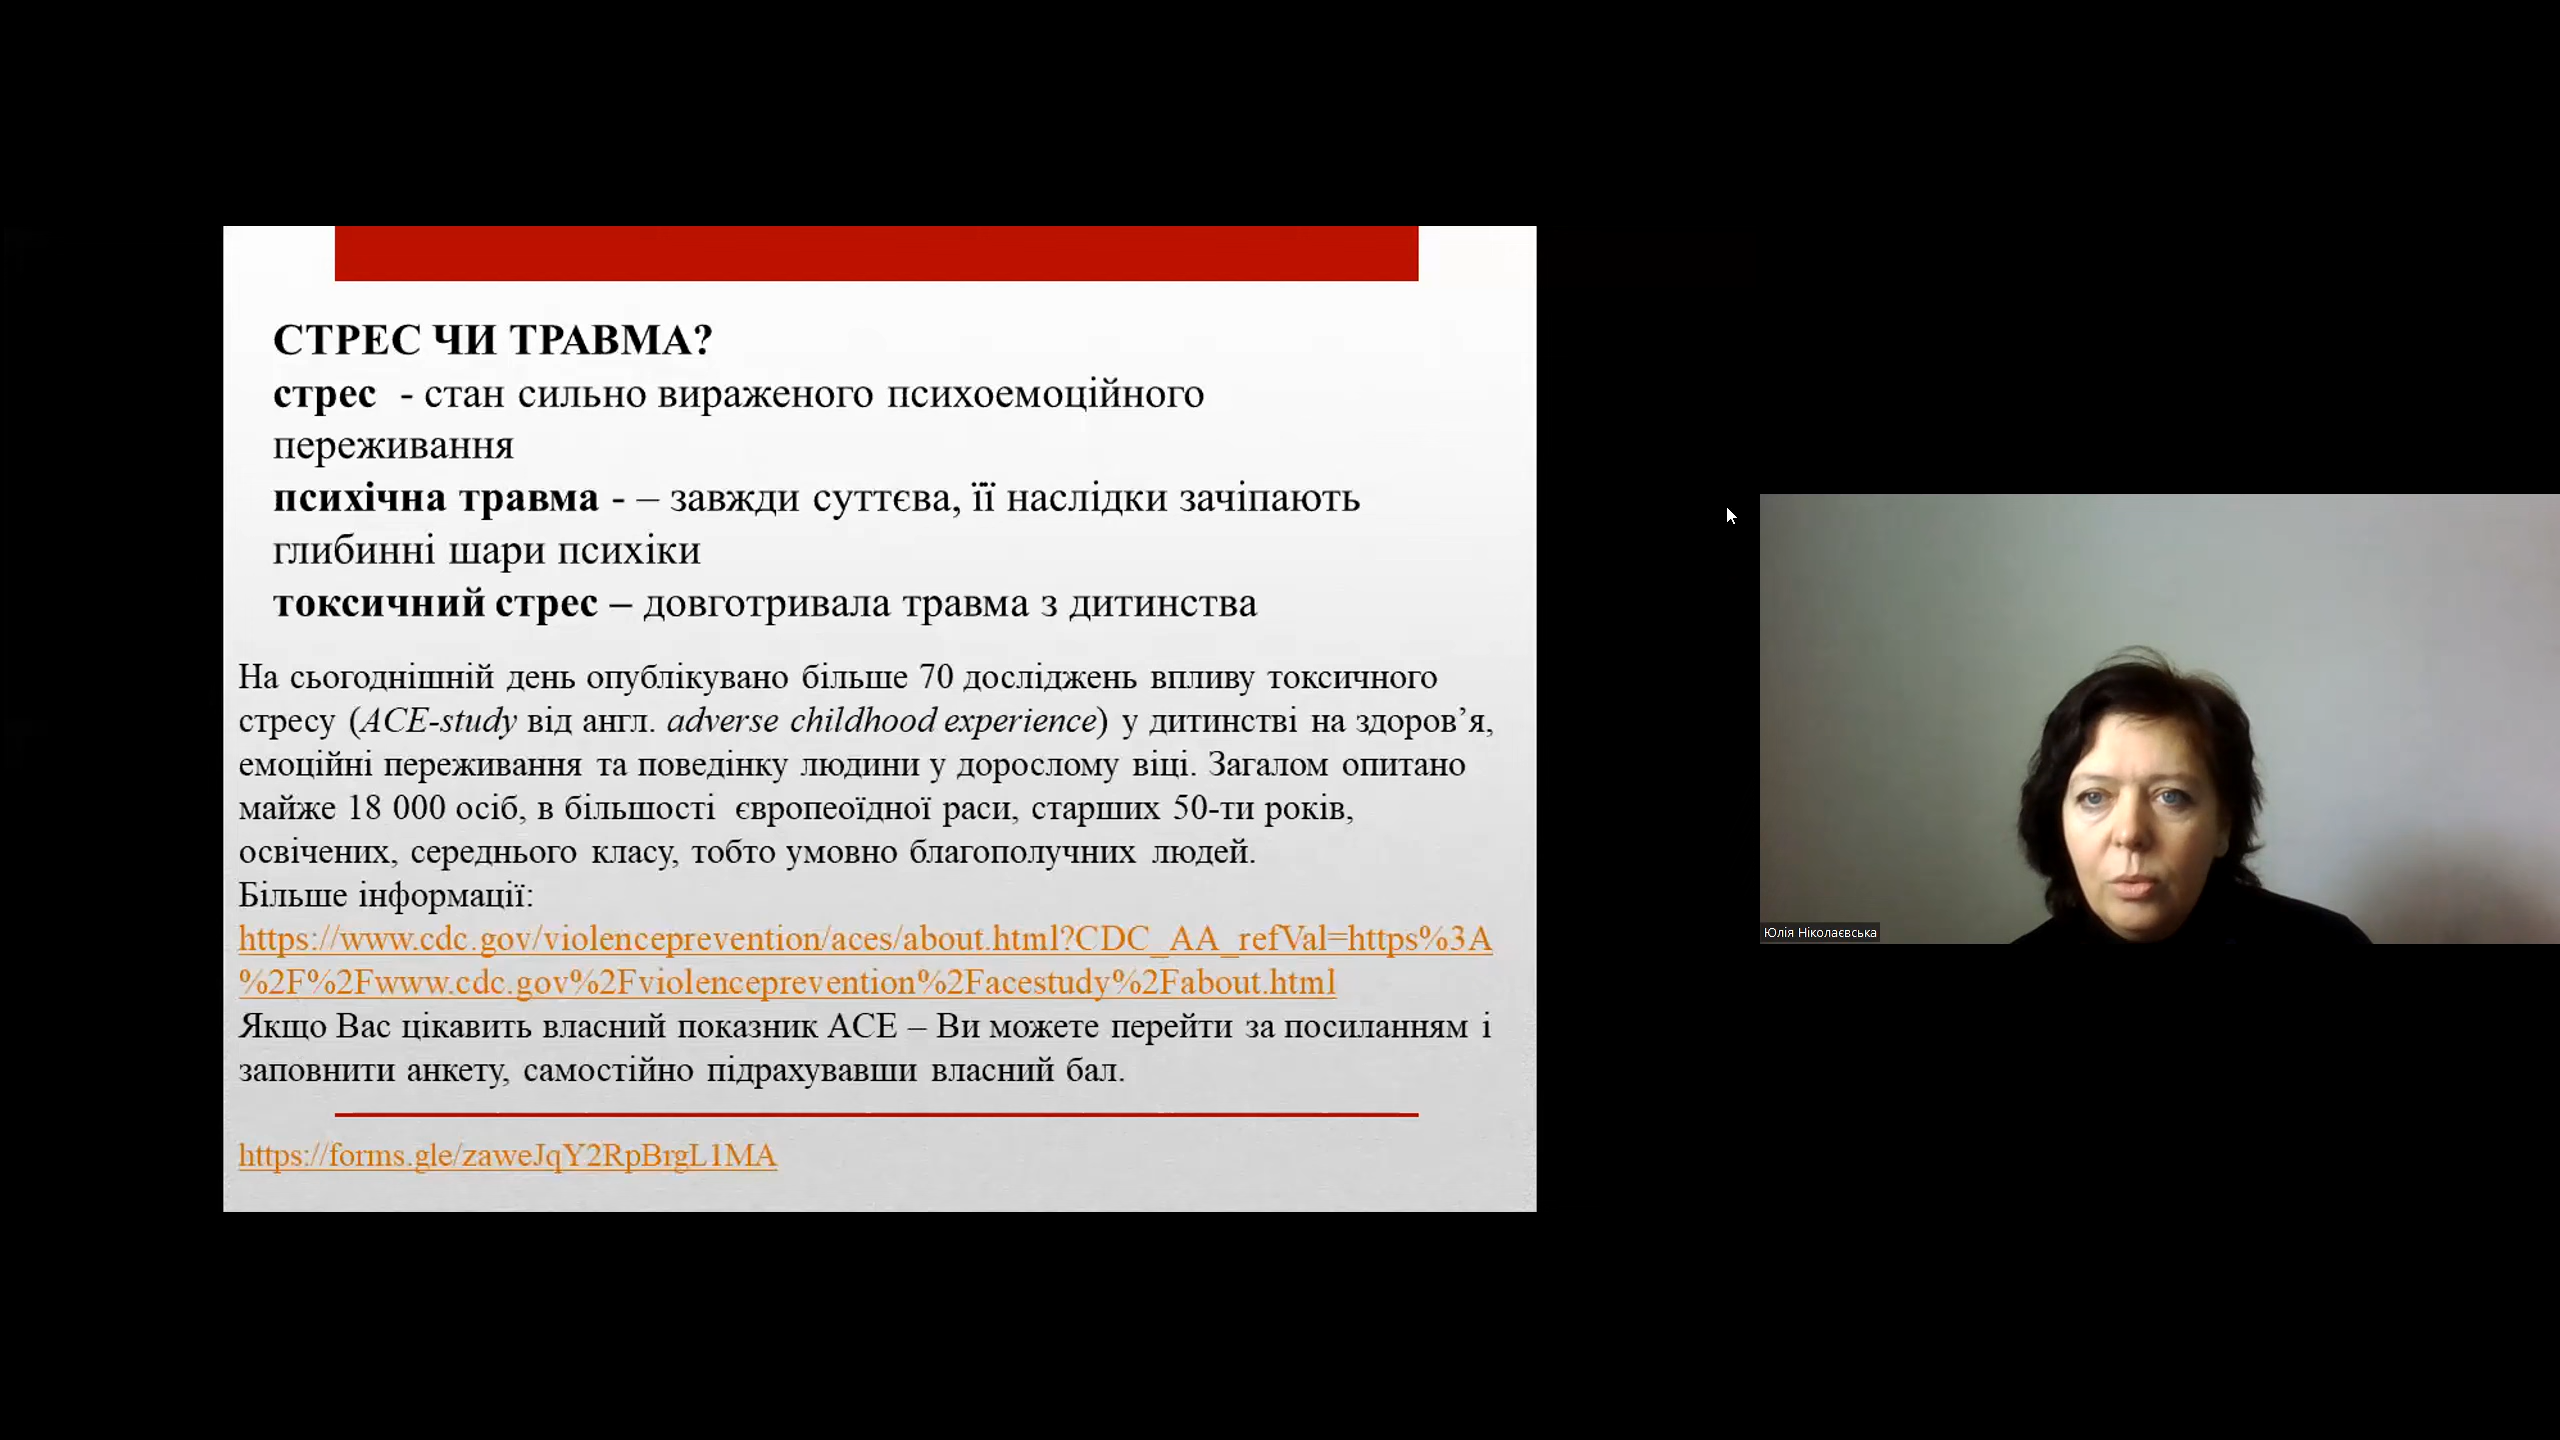 СТРЕС ЧИ ТРАВМА?
стрес - стан сильно вираженого психоемоційного
переживання
психічна травма - – завжди суттєва, її наслідки зачіпають
глибинні шари психіки
токсичний стрес – довготривала травма з дитинства
На сьогоднішній день опублікувано більше 70 досліджень впливу токсичного
стресу (ACE-study від англ. adverse childhood experience) у дитинстві на здоров’я,
емоційні переживання та поведінку людини у дорослому віці. Загалом опитано
майже 18 000 осіб, в більшості європеоїдної раси, старших 50-ти років,
освічених, середнього класу, тобто умовно благополучних людей.
Більше інформації:
https://www.cdc.gov/violenceprevention/aces/about.html?CDC_AA_refVal=https%3A
%2F%2Fwww.cdc.gov%2Fviolenceprevention%2Facestudy%2Fabout.html
Якщо Вас цікавить власний показник ACE – Ви можете перейти за посиланням і
заповнити анкету, самостійно підрахувавши власний бал.
https://forms.gle/zaweJqY2RpBrgL1MA
Юлія Ніколаєвська